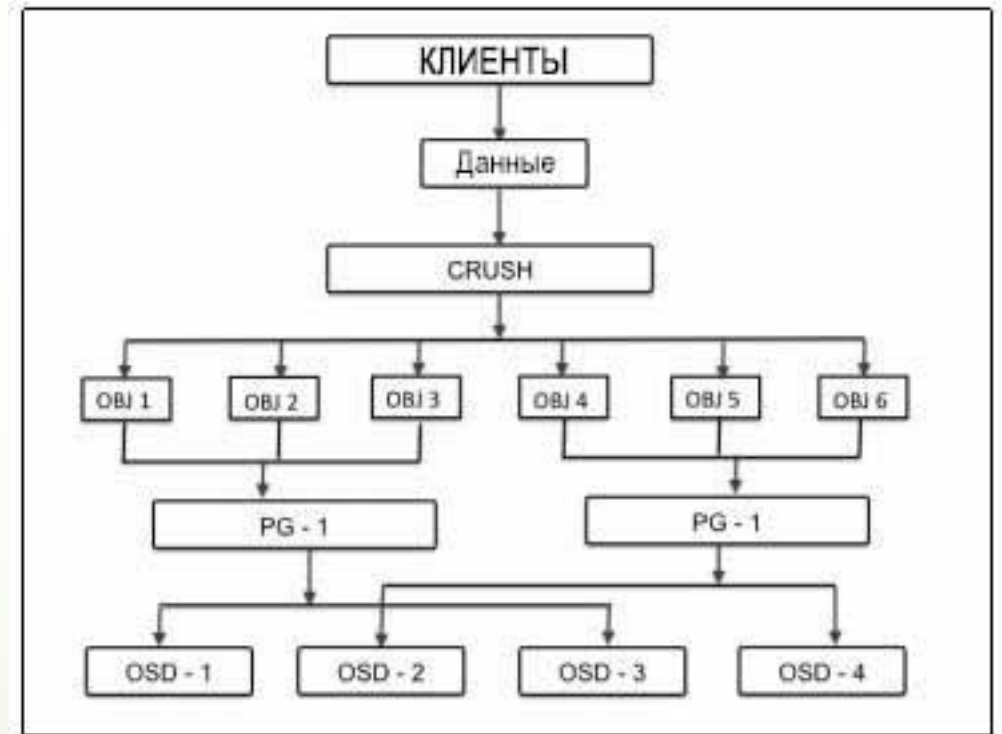 КЛИЕНТЫ
Данные
CRUSH
OBJ 1
OBJ 2
OBJ 3
OBJ 4
OBJ 5
OBJ 6
PG - 1
PG - 1
OSD - 1
OSD - 2
OSD - 3
OSD - 4